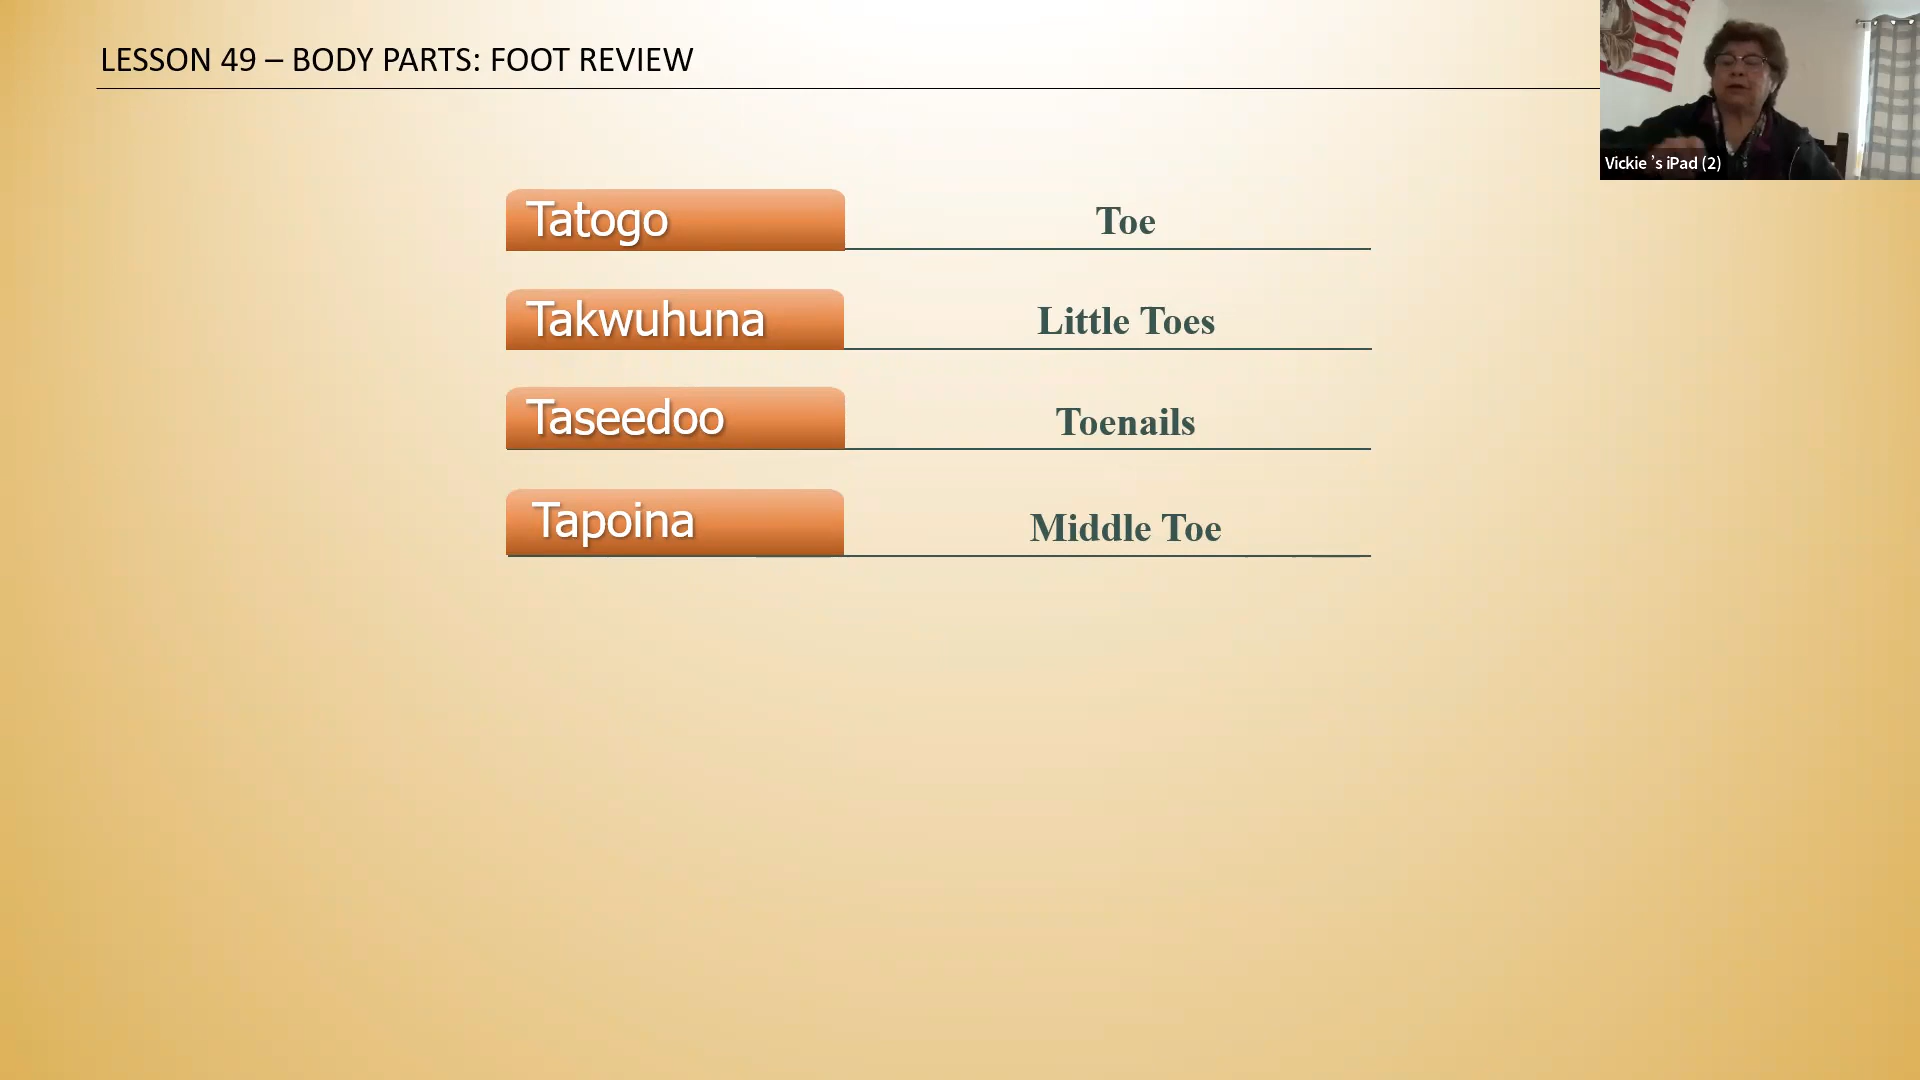 LESSON 49 – BODY PARTS: FOOT REVIEW
Vickie 's iPad (2)
Tatogo Toe
Takwuhuna Little Toes
Taseedoo Toenails
Tapoina Middle Toe